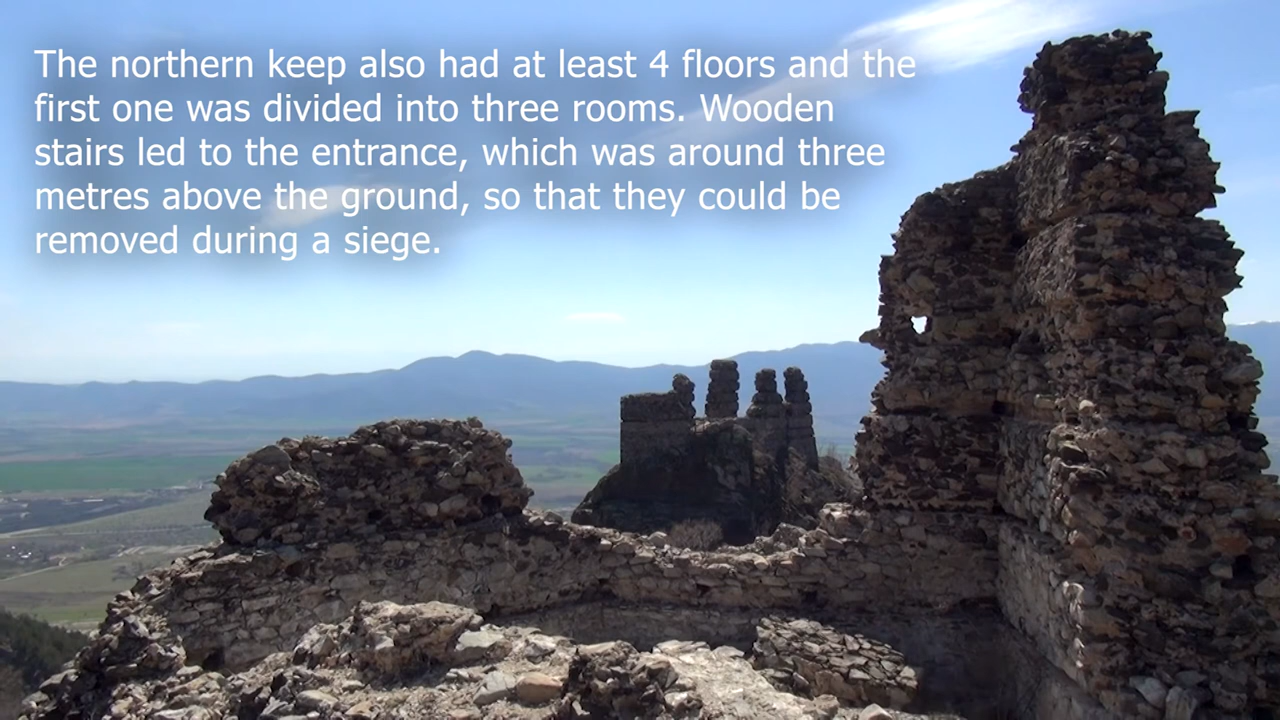 The northern keep also had at least 4 floors and the
first one was divided into three rooms. Wooden
stairs led to the entrance, which was around three
metres above the ground, so that they could be
removed during a siege.